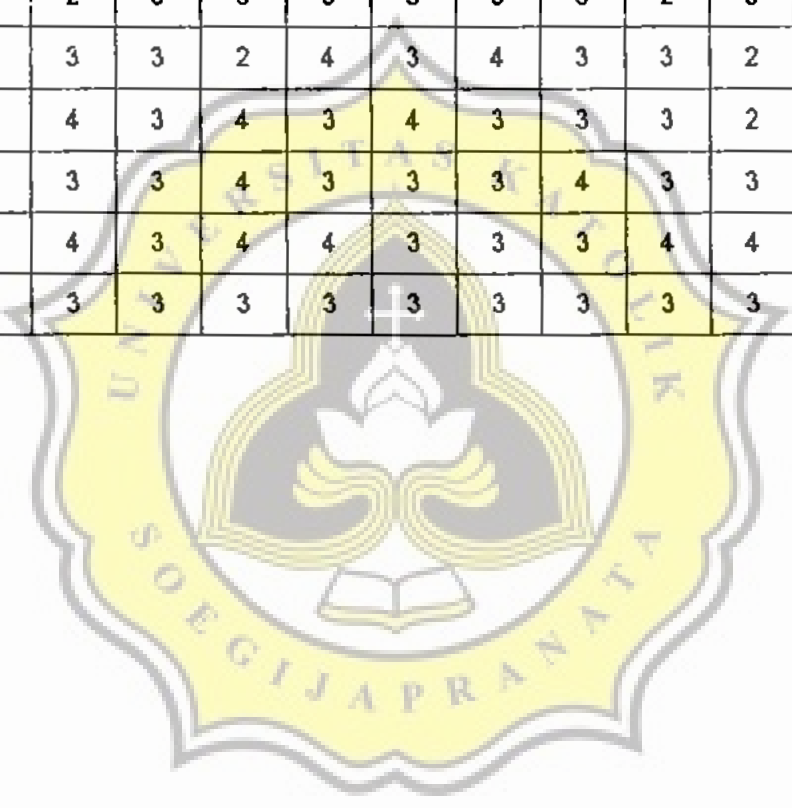 3 3 2 4 3 4 3 3 2
4 3 4 3 4 3 3 3 2
3 3 4 3 3 3 4 3 3
4 3 4 4 3 3 3 4 4
3 3 3 3 3 3 3 3 3
UNIVERSITAS KATOLIK
SOEGIJAPRANATA